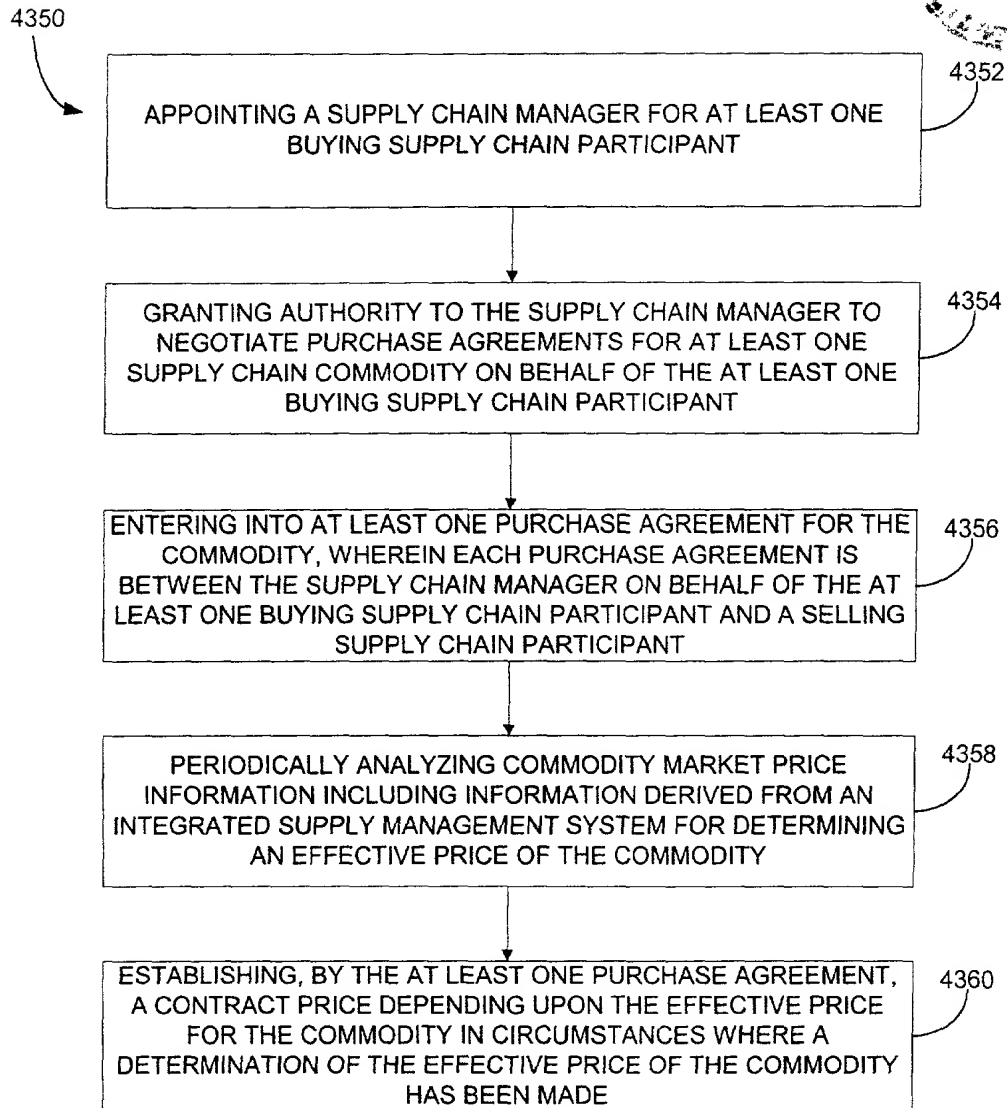 4350
4352
APPOINTING A SUPPLY CHAIN MANAGER FOR AT LEAST ONE
BUYING SUPPLY CHAIN PARTICIPANT
4354
GRANTING AUTHORITY TO THE SUPPLY CHAIN MANAGER TO
NEGOTIATE PURCHASE AGREEMENTS FOR AT LEAST ONE
SUPPLY CHAIN COMMODITY ON BEHALF OF THE AT LEAST ONE
BUYING SUPPLY CHAIN PARTICIPANT
4356
ENTERING INTO AT LEAST ONE PURCHASE AGREEMENT FOR THE
COMMODITY, WHEREIN EACH PURCHASE AGREEMENT IS
BETWEEN THE SUPPLY CHAIN MANAGER ON BEHALF OF THE AT
LEAST ONE BUYING SUPPLY CHAIN PARTICIPANT AND A SELLING
SUPPLY CHAIN PARTICIPANT
4358
PERIODICALLY ANALYZING COMMODITY MARKET PRICE
INFORMATION INCLUDING INFORMATION DERIVED FROM AN
INTEGRATED SUPPLY MANAGEMENT SYSTEM FOR DETERMINING
AN EFFECTIVE PRICE OF THE COMMODITY
4360
ESTABLISHING, BY THE AT LEAST ONE PURCHASE AGREEMENT,
A CONTRACT PRICE DEPENDING UPON THE EFFECTIVE PRICE
FOR THE COMMODITY IN CIRCUMSTANCES WHERE A
DETERMINATION OF THE EFFECTIVE PRICE OF THE COMMODITY
HAS BEEN MADE